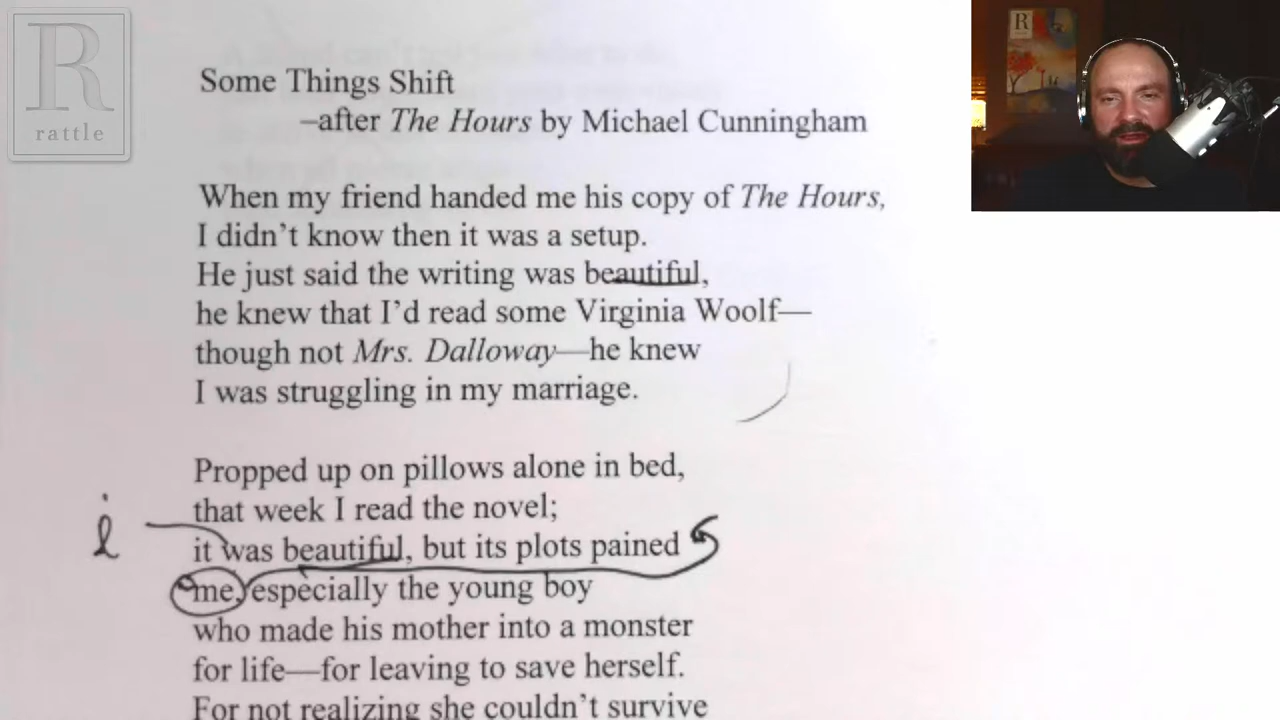 R
rattle
Some Things Shift
–after The Hours by Michael Cunningham
When my friend handed me his copy of The Hours,
I didn't know then it was a setup.
He just said the writing was beautiful,
he knew that I'd read some Virginia Woolf—
though not Mrs. Dalloway—he knew
I was struggling in my marriage.
Propped up on pillows alone in bed,
that week I read the novel;
it was beautiful, but its plots pained
me, especially the young boy
who made his mother into a monster
for life—for leaving to save herself.
For not realizing she couldn't survive
i
R